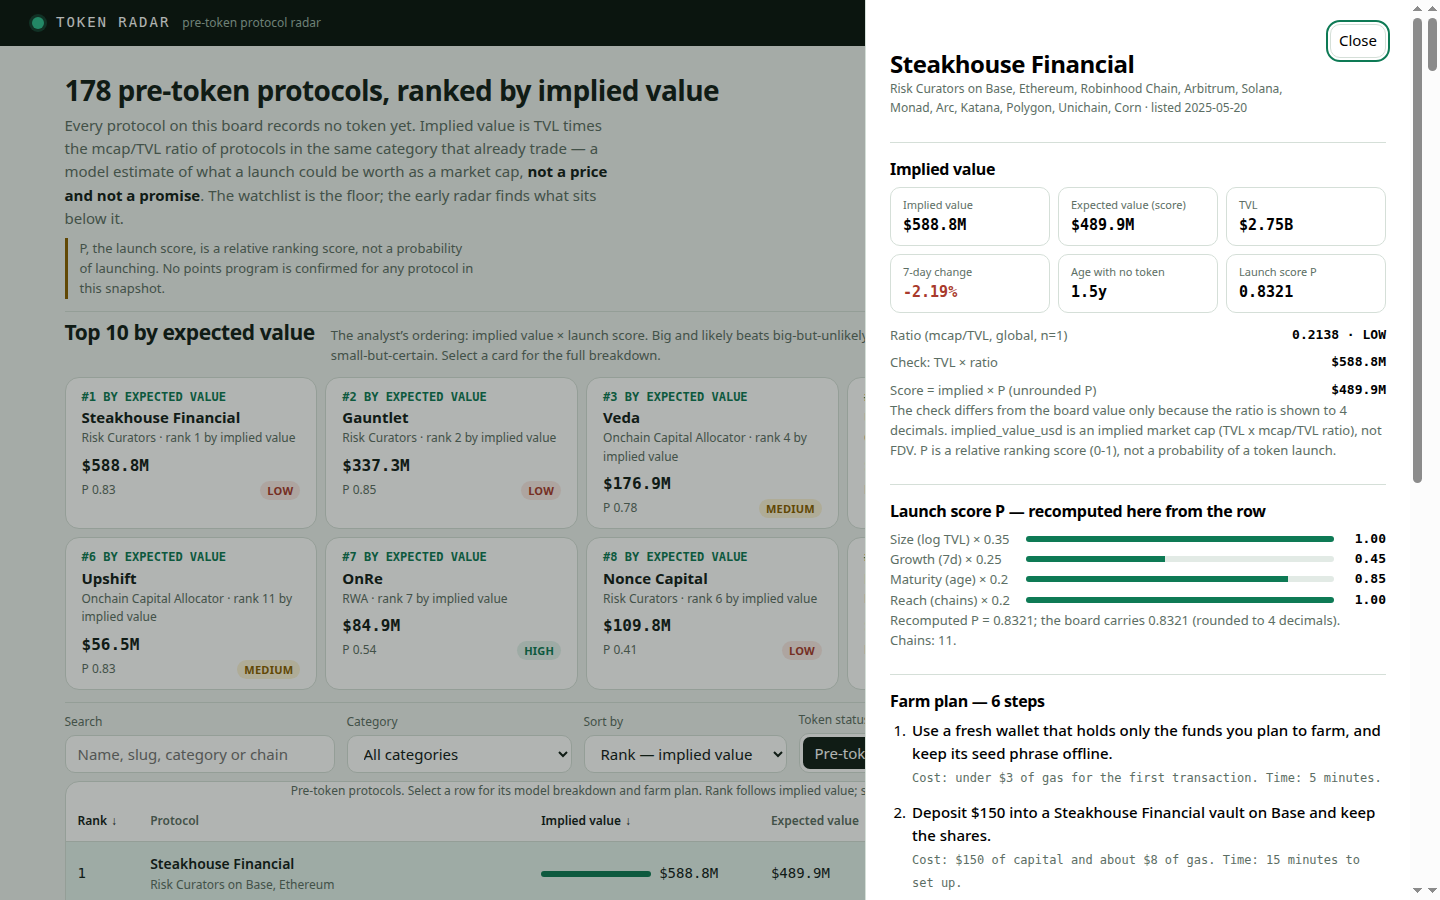 TOKEN RADAR pre-token protocol radar
178 pre-token protocols, ranked by implied value
Every protocol on this board records no token yet. Implied value is TVL times
the mcap/TVL ratio of protocols in the same category that already trade — a
model estimate of what a launch could be worth as a market cap, not a price
and not a promise. The watchlist is the floor; the early radar finds what sits
below it.
P, the launch score, is a relative ranking score, not a probability
of launching. No points program is confirmed for any protocol in
this snapshot.
Top 10 by expected value
The analyst's ordering: implied value × launch score. Big and likely beats big-but-unlikely
small-but-certain. Select a card for the full breakdown.
#1 BY EXPECTED VALUE
Steakhouse Financial
Risk Curators · rank 1 by implied value
$588.8M
P 0.83 LOW
#2 BY EXPECTED VALUE
Gauntlet
Risk Curators · rank 2 by implied value
$337.3M
P 0.85 LOW
#3 BY EXPECTED VALUE
Veda
Onchain Capital Allocator · rank 4 by
implied value
$176.9M
P 0.78 MEDIUM
#6 BY EXPECTED VALUE
Upshift
Onchain Capital Allocator · rank 11 by
implied value
$56.5M
P 0.83 MEDIUM
#7 BY EXPECTED VALUE
OnRe
RWA · rank 7 by implied value
$84.9M
P 0.54 HIGH
#8 BY EXPECTED VALUE
Nonce Capital
Risk Curators · rank 6 by implied value
$109.8M
P 0.41 LOW
Search
Name, slug, category or chain
Category
All categories
Sort by
Rank — implied value
Token status
Pre-tok
Pre-token protocols. Select a row for its model breakdown and farm plan. Rank follows implied value; s
Rank ↓ Protocol Implied value ↓ Expected value
1 Steakhouse Financial $588.8M $489.9M
Risk Curators on Base, Ethereum
Close
Steakhouse Financial
Risk Curators on Base, Ethereum, Robinhood Chain, Arbitrum, Solana,
Monad, Arc, Katana, Polygon, Unichain, Corn · listed 2025-05-20
Implied value
Implied value
$588.8M
Expected value (score)
$489.9M
TVL
$2.75B
7-day change
-2.19%
Age with no token
1.5y
Launch score P
0.8321
Ratio (mcap/TVL, global, n=1) 0.2138 · LOW
Check: TVL × ratio $588.8M
Score = implied × P (unrounded P) $489.9M
The check differs from the board value only because the ratio is shown to 4
decimals. implied_value_usd is an implied market cap (TVL x mcap/TVL ratio), not
FDV. P is a relative ranking score (0-1), not a probability of a token launch.
Launch score P — recomputed here from the row
Size (log TVL) × 0.35 1.00
Growth (7d) × 0.25 0.45
Maturity (age) × 0.2 0.85
Reach (chains) × 0.2 1.00
Recomputed P = 0.8321; the board carries 0.8321 (rounded to 4 decimals).
Chains: 11.
Farm plan — 6 steps
1. Use a fresh wallet that holds only the funds you plan to farm, and
keep its seed phrase offline.
Cost: under $3 of gas for the first transaction. Time: 5 minutes.
2. Deposit $150 into a Steakhouse Financial vault on Base and keep
the shares.
Cost: $150 of capital and about $8 of gas. Time: 15 minutes to
set up.